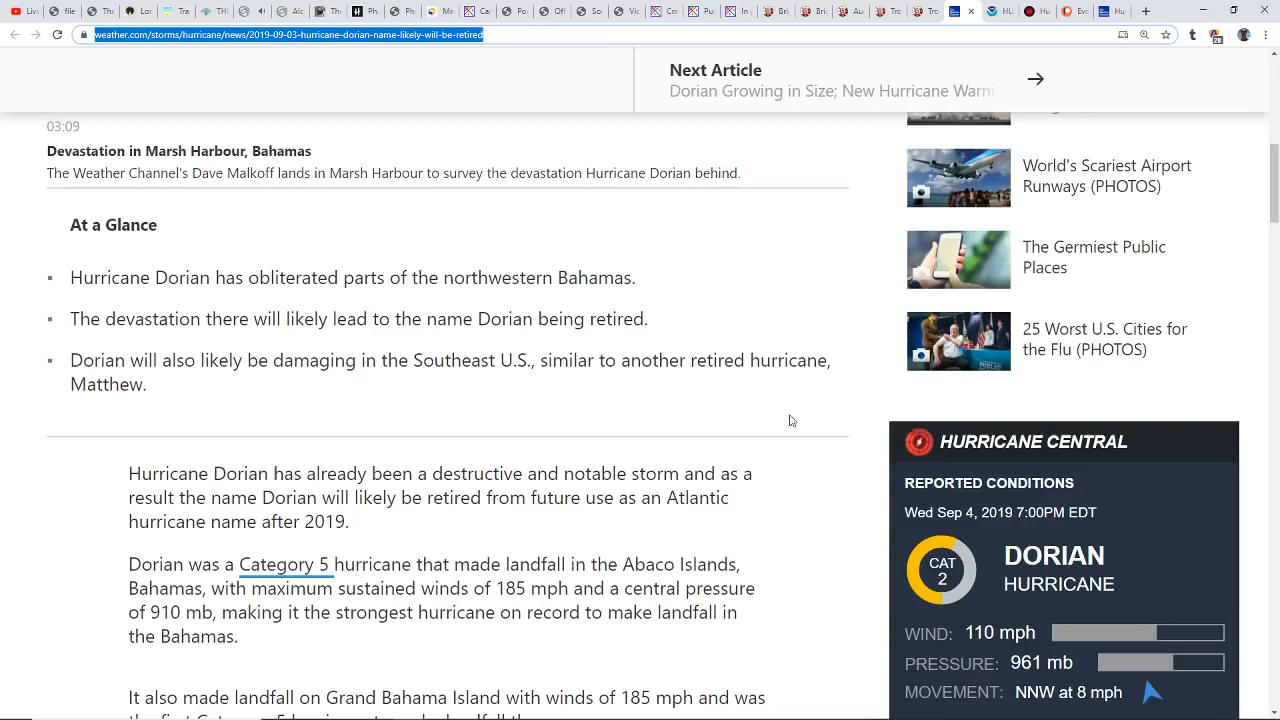 weather.com/storms/hurricane/news/2019-09-03-hurricane-dorian-name-likely-will-be-retired
Next Article
Dorian Growing in Size; New Hurricane Warni
03:09
Devastation in Marsh Harbour, Bahamas
The Weather Channel's Dave Malkoff lands in Marsh Harbour to survey the devastation Hurricane Dorian behind.
At a Glance
▪ Hurricane Dorian has obliterated parts of the northwestern Bahamas.
▪ The devastation there will likely lead to the name Dorian being retired.
▪ Dorian will also likely be damaging in the Southeast U.S., similar to another retired hurricane,
Matthew.
Hurricane Dorian has already been a destructive and notable storm and as a
result the name Dorian will likely be retired from future use as an Atlantic
hurricane name after 2019.
Dorian was a Category 5 hurricane that made landfall in the Abaco Islands,
Bahamas, with maximum sustained winds of 185 mph and a central pressure
of 910 mb, making it the strongest hurricane on record to make landfall in
the Bahamas.
It also made landfall on Grand Bahama Island with winds of 185 mph and was
World's Scariest Airport
Runways (PHOTOS)
The Germiest Public
Places
25 Worst U.S. Cities for
the Flu (PHOTOS)
HURRICANE CENTRAL
REPORTED CONDITIONS
Wed Sep 4, 2019 7:00PM EDT
CAT
2
DORIAN
HURRICANE
WIND: 110 mph
PRESSURE: 961 mb
MOVEMENT: NNW at 8 mph